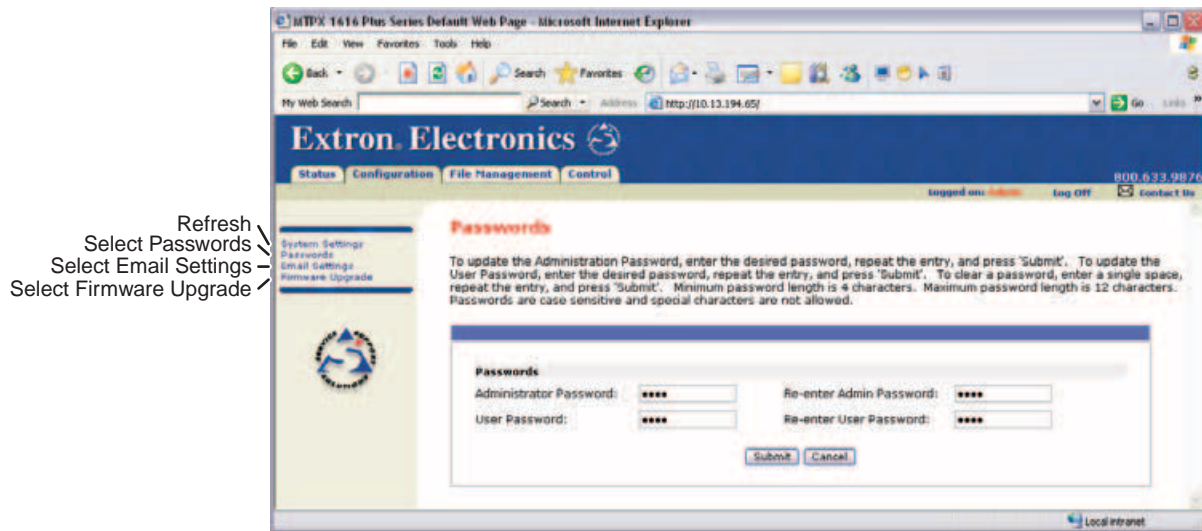 MTPX 1616 Plus Series Default Web Page - Microsoft Internet Explorer
File Edit View Favorites Tools Help
Back Search Favorites
My Web Search Search Address http://10.13.194.65/ Go Links »
Extron. Electronics
Status Configuration File Management Control
800.633.9876
Logged on: Admin Log Off Contact Us
Refresh
Select Passwords
Select Email Settings
Select Firmware Upgrade
System Settings
Passwords
Email Settings
Firmware Upgrade
Passwords
To update the Administration Password, enter the desired password, repeat the entry, and press 'Submit'. To update the
User Password, enter the desired password, repeat the entry, and press 'Submit'. To clear a password, enter a single space,
repeat the entry, and press 'Submit'. Minimum password length is 4 characters. Maximum password length is 12 characters.
Passwords are case sensitive and special characters are not allowed.
Passwords
Administrator Password: •••• Re-enter Admin Password: ••••
User Password: •••• Re-enter User Password: ••••
Submit Cancel
Local intranet